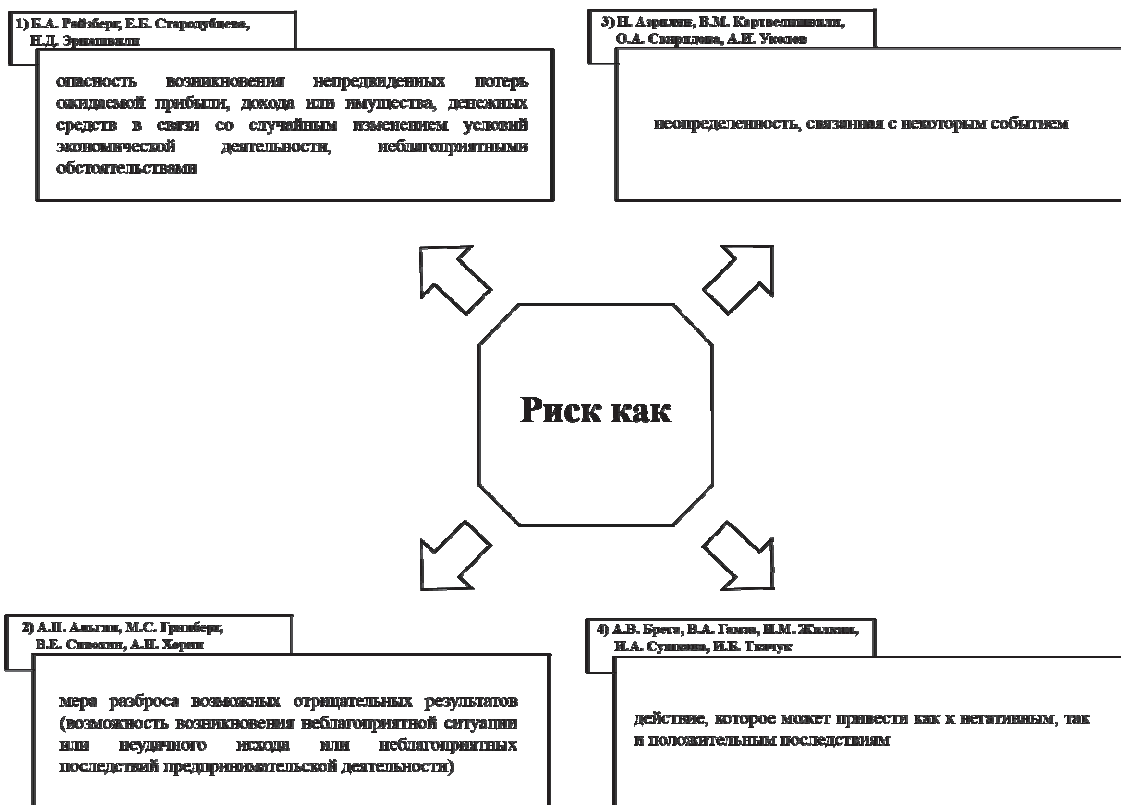 1) Б.А. Райзберг, Е.Б. Стародубцева,
Н.Д. Эриашвили
опасность возникновения непредвиденных потерь
ожидаемой прибыли, дохода или имущества, денежных
средств в связи со случайным изменением условий
экономической деятельности, неблагоприятными
обстоятельствами
3) Н. Азрилян, В.М. Картвелишвили,
О.А. Свиридова, А.И. Уколов
неопределенность, связанная с некоторым событием
Риск как
2) А.П. Альгин, М.С. Гринберг,
В.Е. Сивохин, А.Н. Хорин
мера разброса возможных отрицательных результатов
(возможность возникновения неблагоприятной ситуации
или неудачного исхода или неблагоприятных
последствий предпринимательской деятельности)
4) А.В. Брега, В.А. Гамза, И.М. Жилкин,
И.А. Сушкова, И.Б. Ткачук
действие, которое может привести как к негативным, так
и положительным последствиям